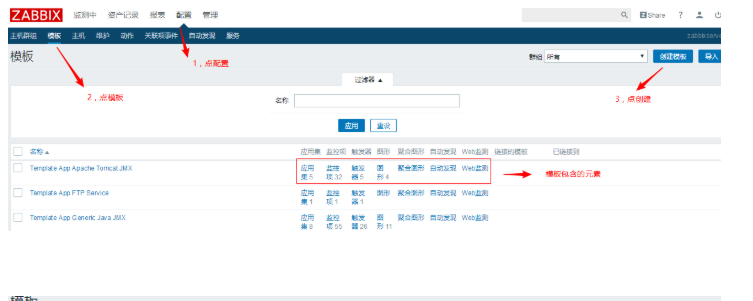 ZABBIX 监测中 资产记录 报表 配置 管理 Share ?
主机群组 模板 主机 维护 动作 关联项事件 自动发现 服务 zabbixserve
模板 群组 所有 创建模板 导入
1，点配置
过滤器 ▲
2，点模板 3，点创建
名称
应用 重设
名称 ▲ 应用集 监控项 触发器 图形 聚合图形 自动发现 Web监测 链接的模板 已链接到
Template App Apache Tomcat JMX 应用 监控 触发 图 聚合图形 自动发现 Web监测 模板包含的元素
集 5 项 32 器 5 形 4
Template App FTP Service 应用 监控 触发 图形 聚合图形 自动发现 Web监测
集 1 项 1 器 1
Template App Generic Java JMX 应用 监控 触发 图 聚合图形 自动发现 Web监测
集 8 项 55 器 26 形 11